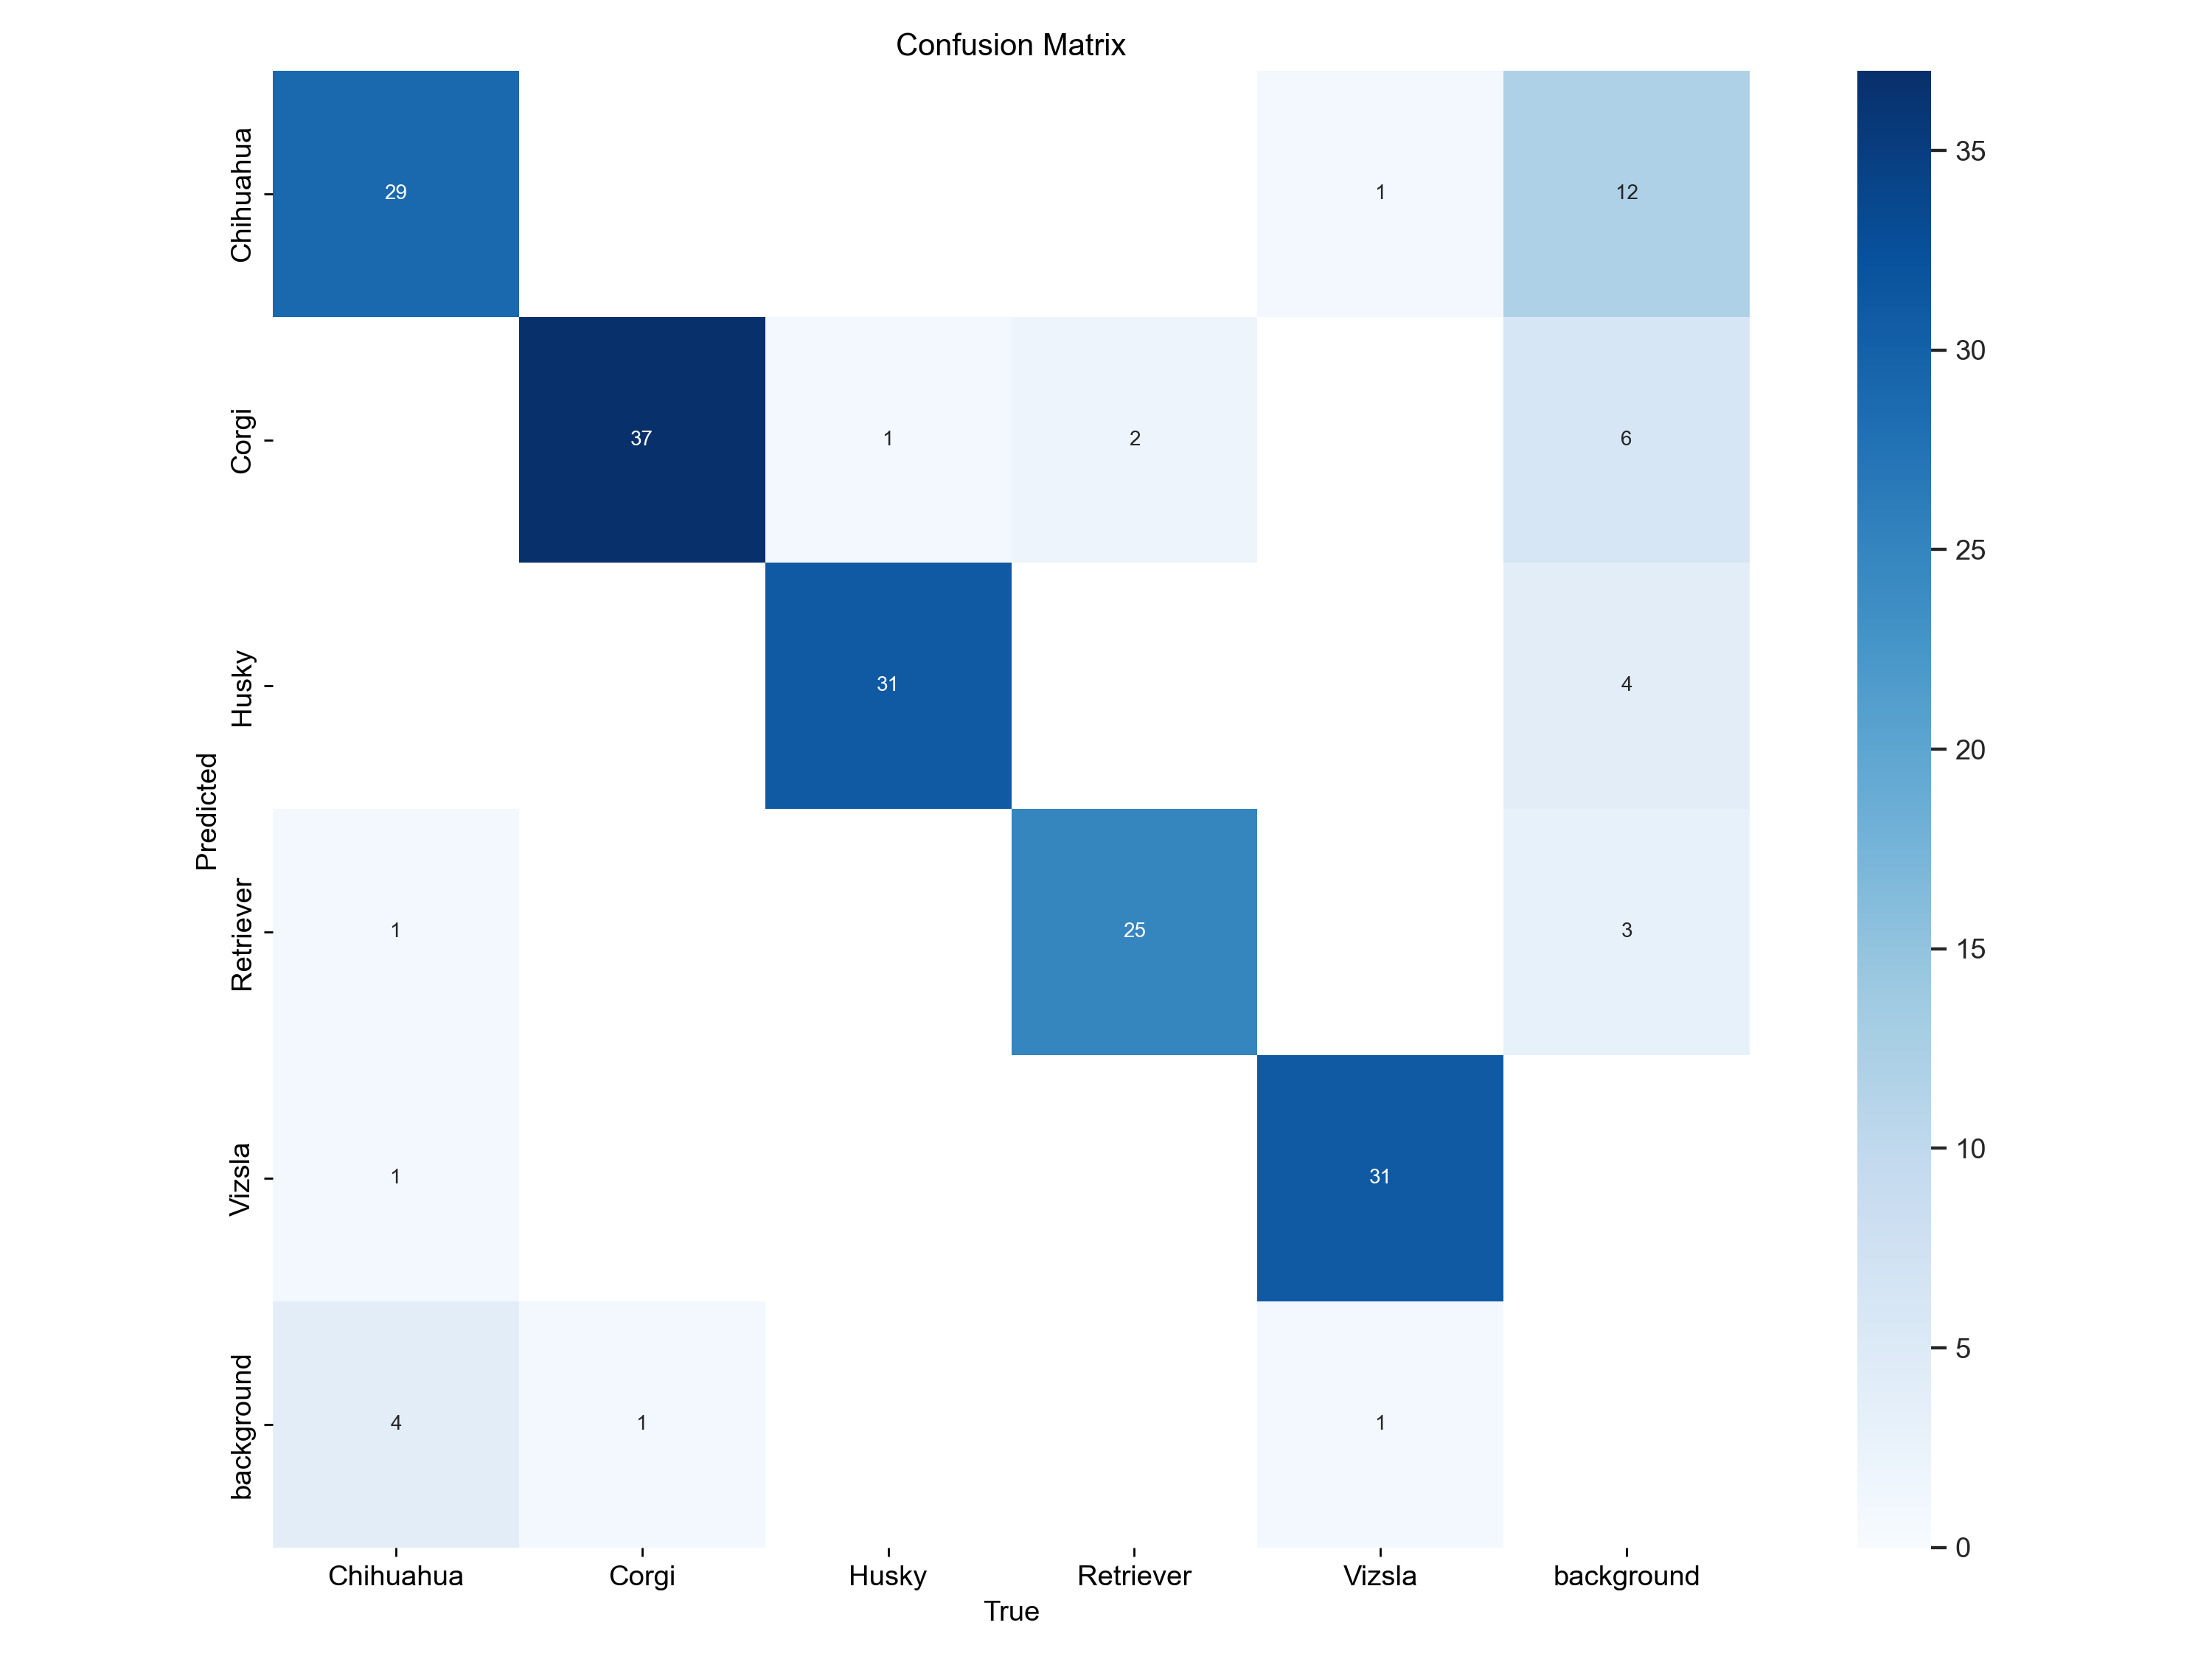 Confusion Matrix
Chihuahua
29
1
12
35
Corgi
37
1
2
6
30
25
Husky
31
4
20
Predicted
Retriever
1
25
3
15
Vizsla
1
31
10
background
4
1
1
5
0
Chihuahua
Corgi
Husky
Retriever
Vizsla
background
True